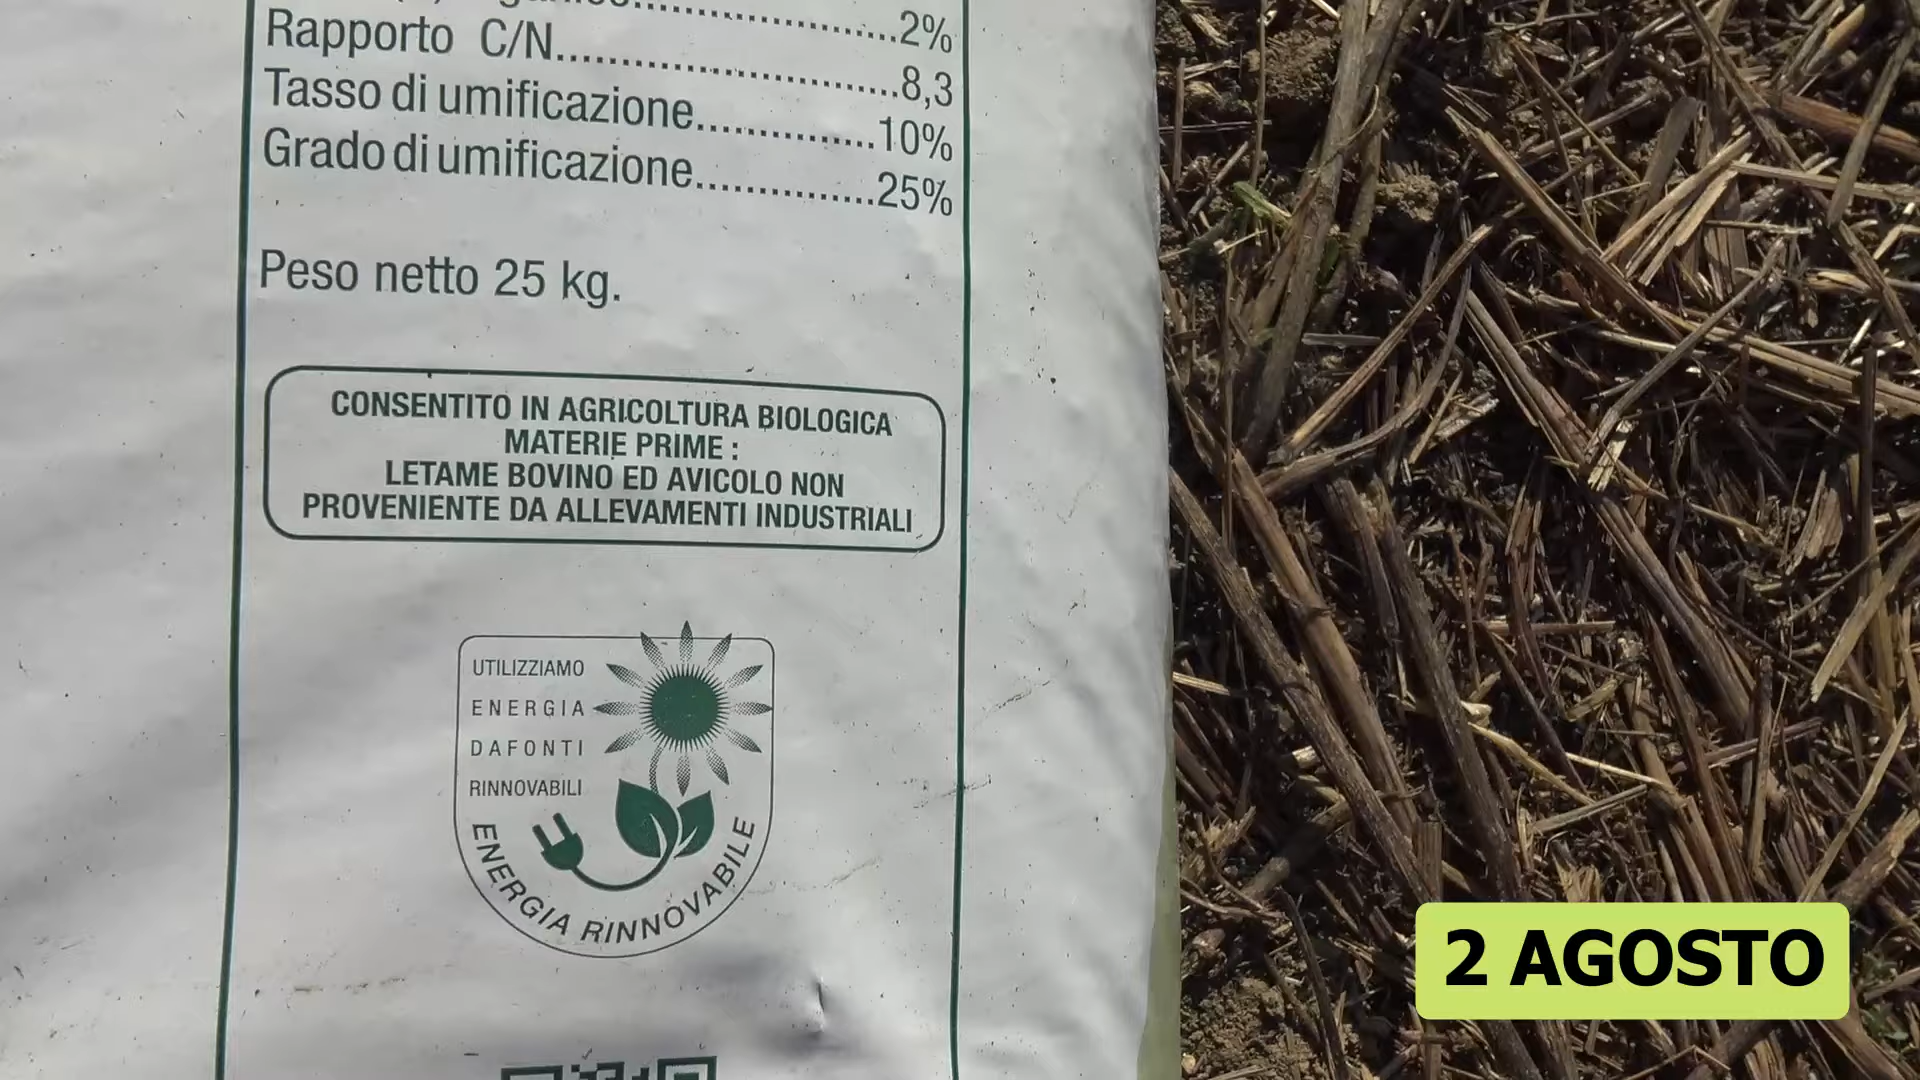 2%
Rapporto C/N..............................8,3
Tasso di umificazione..............10%
Grado di umificazione..............25%
Peso netto 25 kg.
CONSENTITO IN AGRICOLTURA BIOLOGICA
MATERIE PRIME :
LETAME BOVINO ED AVICOLO NON
PROVENIENTE DA ALLEVAMENTI INDUSTRIALI
UTILIZZIAMO
ENERGIA
DA FONTI
RINNOVABILI
ENERGIA RINNOVABILE
2 AGOSTO